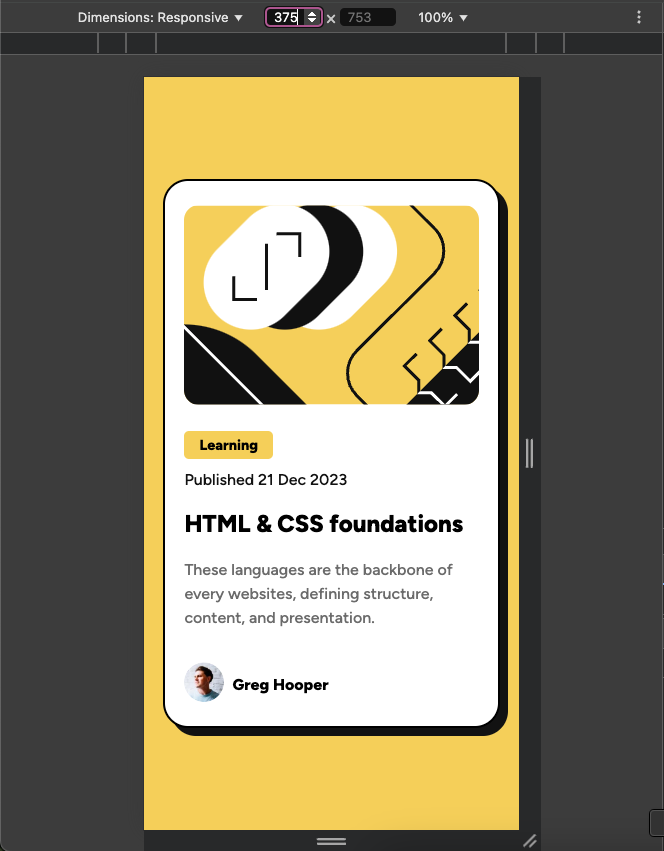 Dimensions: Responsive ▼ 375 × 753 100% ▼
Learning
Published 21 Dec 2023
HTML & CSS foundations
These languages are the backbone of
every websites, defining structure,
content, and presentation.
Greg Hooper